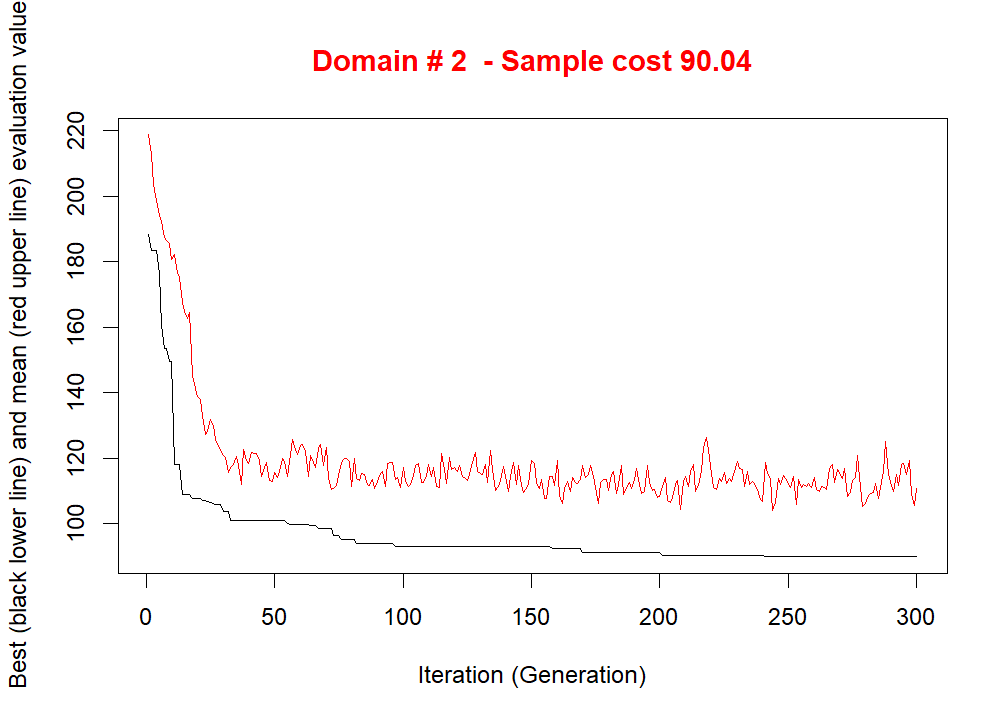 Domain # 2  - Sample cost 90.04
Best (black lower line) and mean (red upper line) evaluation value
220
200
180
160
140
120
100
0 50 100 150 200 250 300
Iteration (Generation)